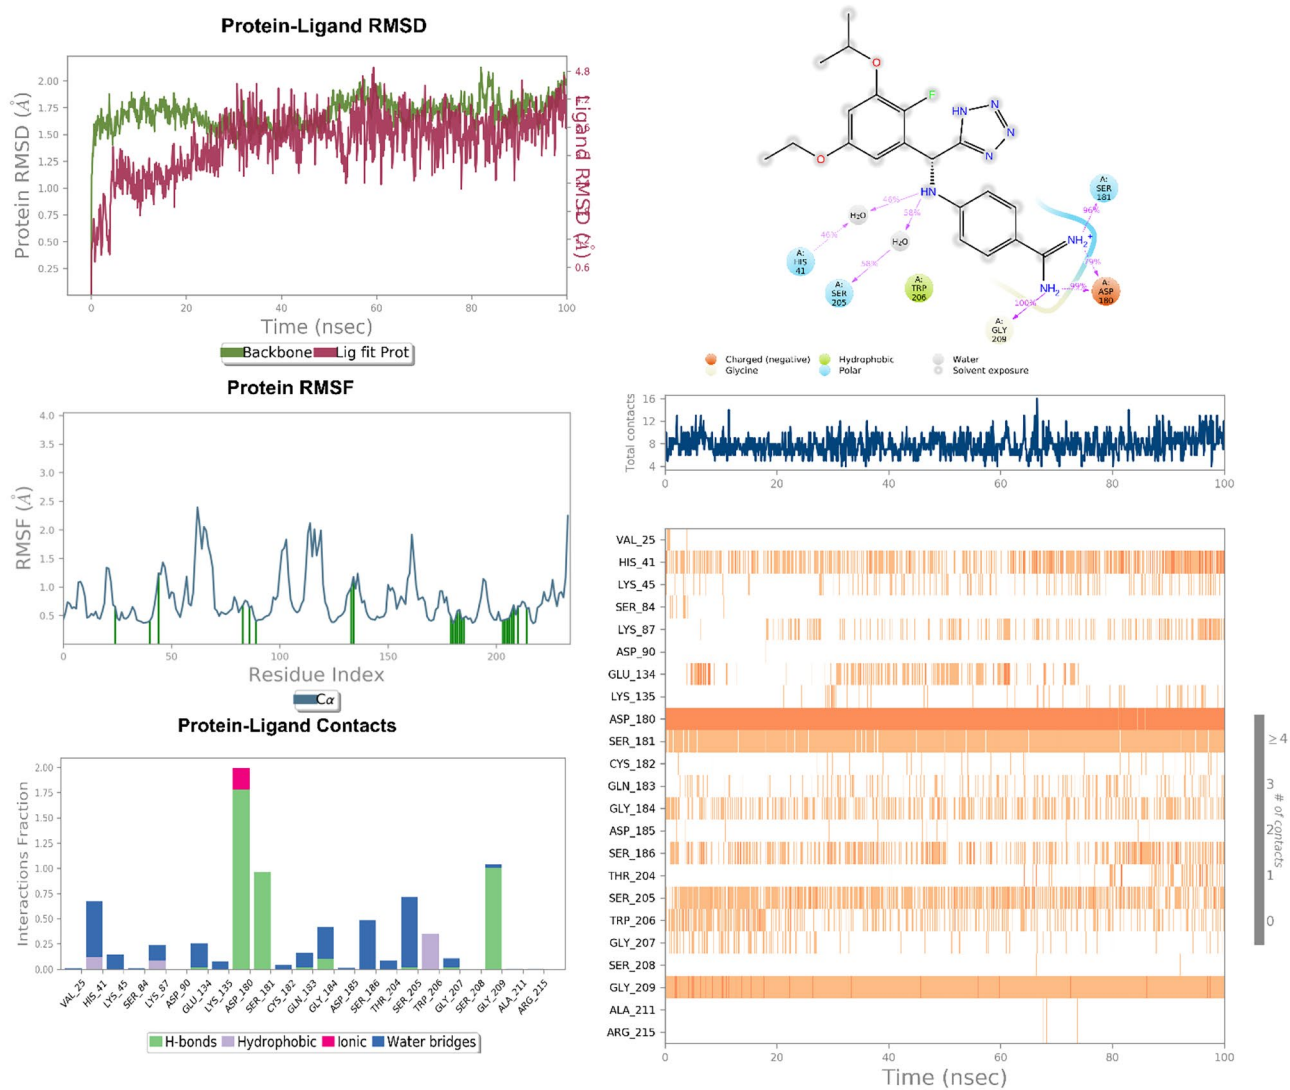 Protein-Ligand RMSD
Protein RMSD (Å)
2.00
1.75
1.50
1.25
1.00
0.75
0.50
0.25
4.8
0.6
Ligand RMSD (Å)
0 20 40 60 80 100
Time (nsec)
Backbone Lig fit Prot
Protein RMSF
RMSF (Å)
4.0
3.5
3.0
2.5
2.0
1.5
1.0
0.5
0 50 100 150 200
Residue Index
Cα
Protein-Ligand Contacts
Interactions Fraction
2.00
1.75
1.50
1.25
1.00
0.75
0.50
0.25
0.00
VAL_25 HIS_41 LYS_45 SER_84 LYS_87 ASP_90 GLU_134 LYS_135 ASP_180 SER_181 CYS_182 GLN_183 GLY_184 ASP_185 SER_186 THR_204 SER_205 TRP_206 GLY_207 SER_208 GLY_209 ALA_211 ARG_215
H-bonds Hydrophobic Ionic Water bridges
O
F
HN N
N
N
O
HN
46%
58%
H₂O
H₂O
46%
58%
A:
HIS
41
A:
SER
205
A:
TRP
206
A:
SER
181
96%
NH₂⁺
79%
NH₂
99%
A:
ASP
180
100%
A:
GLY
209
Charged (negative) Hydrophobic Water
Glycine Polar Solvent exposure
Total contacts
16
12
8
4
0 20 40 60 80 100
VAL_25
HIS_41
LYS_45
SER_84
LYS_87
ASP_90
GLU_134
LYS_135
ASP_180
SER_181
CYS_182
GLN_183
GLY_184
ASP_185
SER_186
THR_204
SER_205
TRP_206
GLY_207
SER_208
GLY_209
ALA_211
ARG_215
0 20 40 60 80 100
Time (nsec)
≥4
3
2
1
0
# of contacts